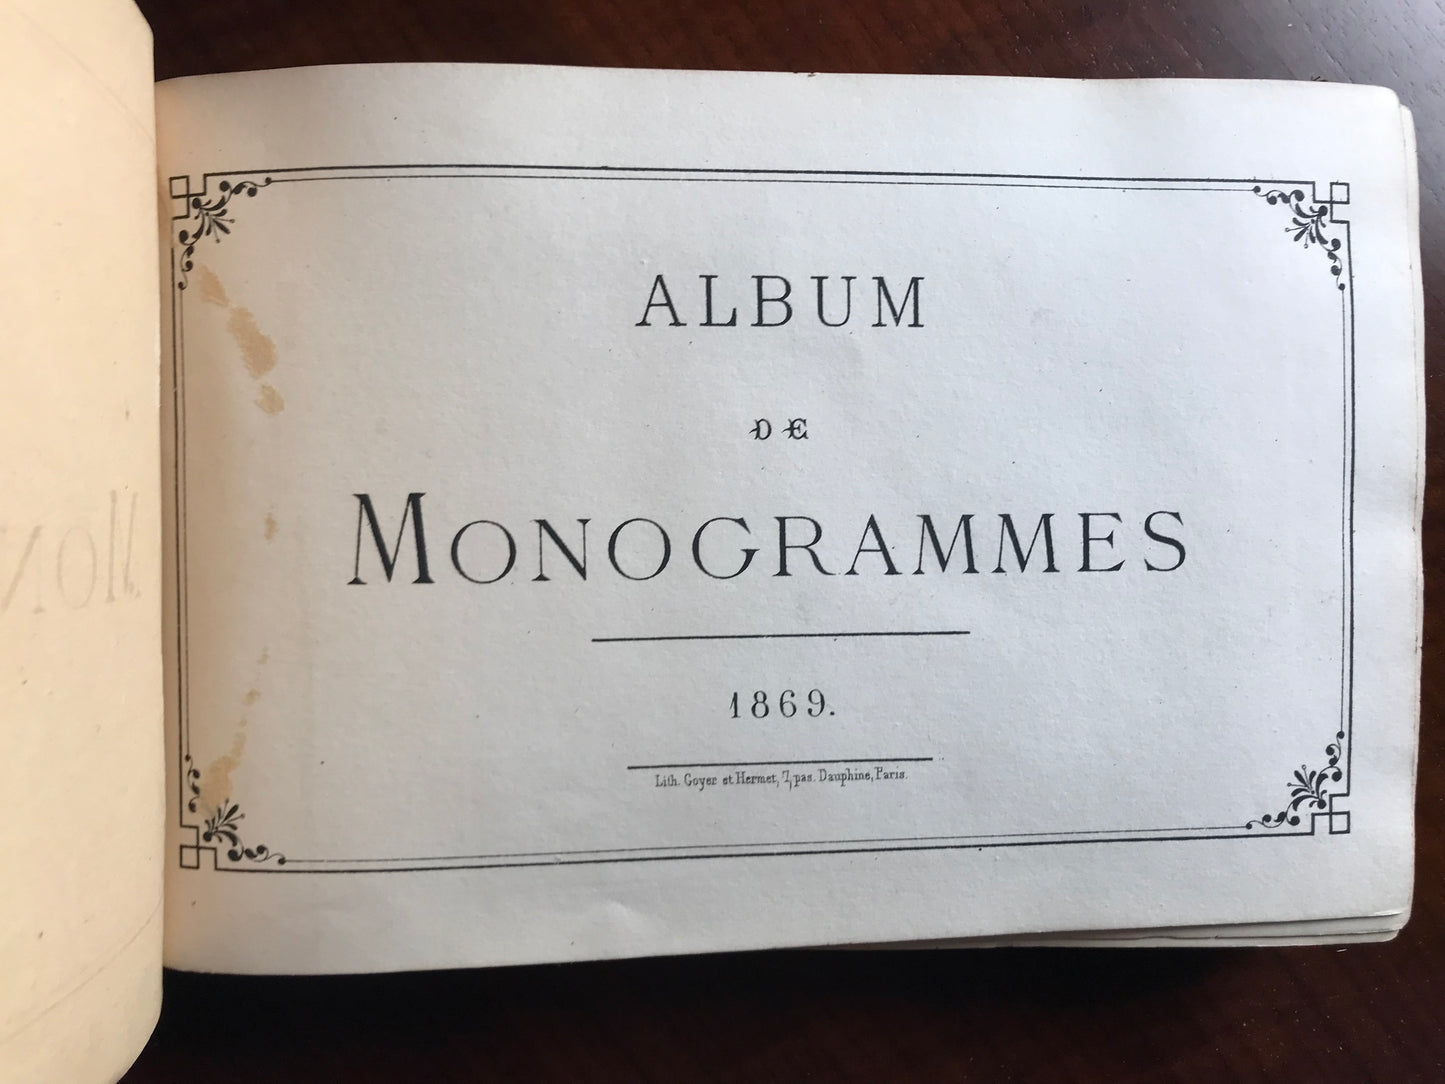 ALBUM
DE
MONOGRAMMES
1869.
Lith. Goyer et Hermet, 7, pas. Dauphine, Paris.